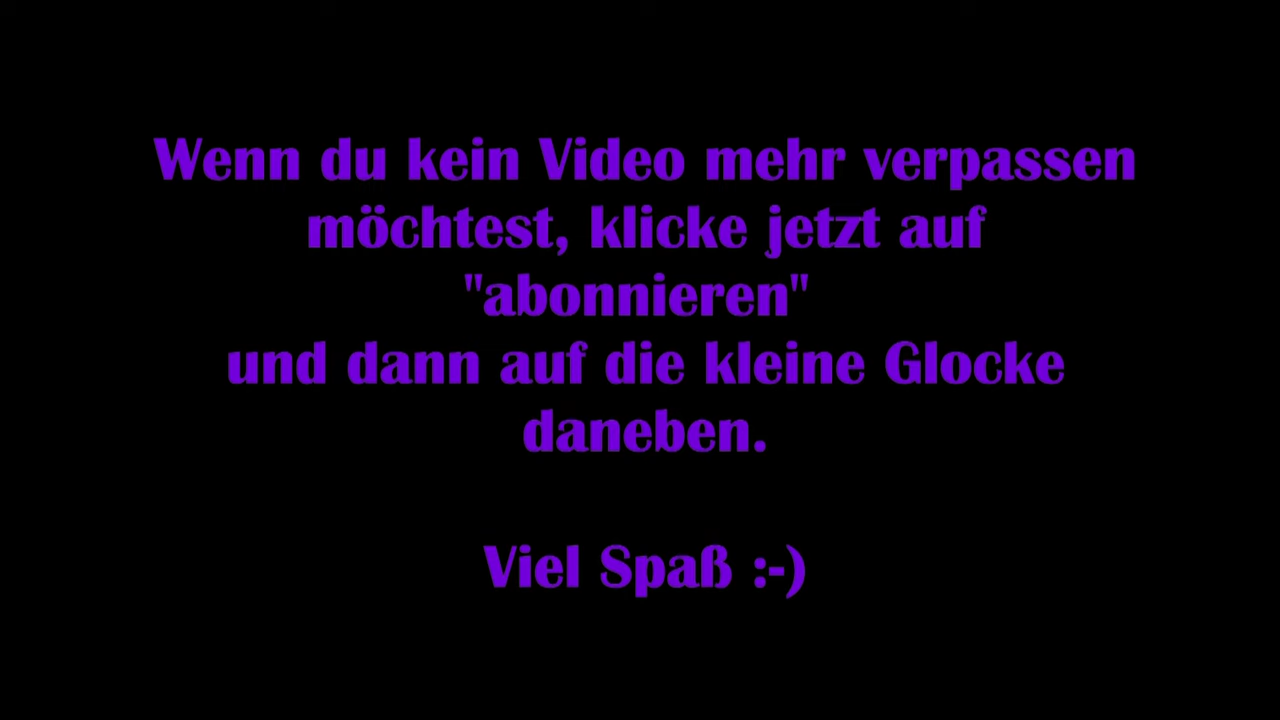 Wenn du kein Video mehr verpassen
möchtest, klicke jetzt auf
"abonnieren"
und dann auf die kleine Glocke
daneben.
Viel Spaß :-)